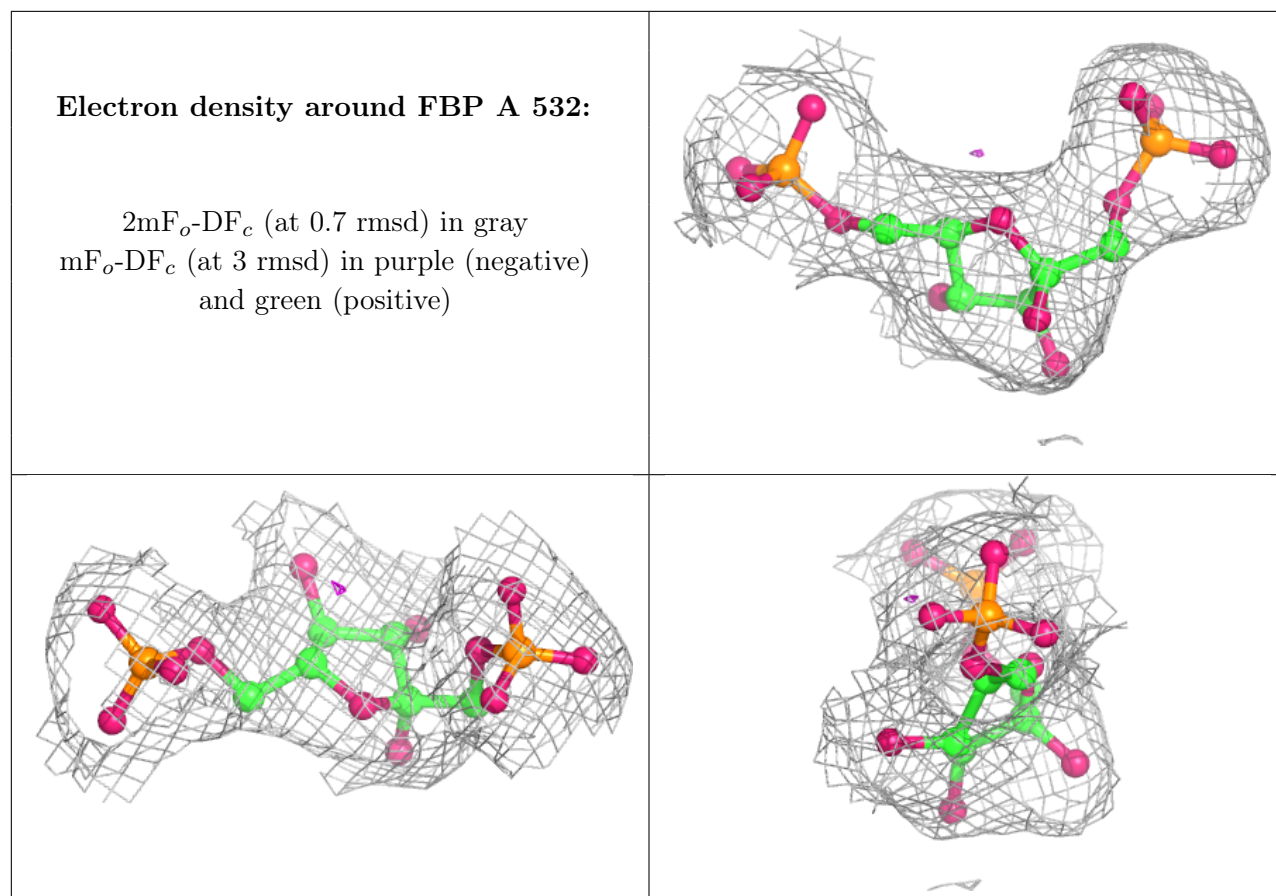 Electron density around FBP A 532:
2mFₒ-DF𝒸 (at 0.7 rmsd) in gray
mFₒ-DF𝒸 (at 3 rmsd) in purple (negative)
and green (positive)